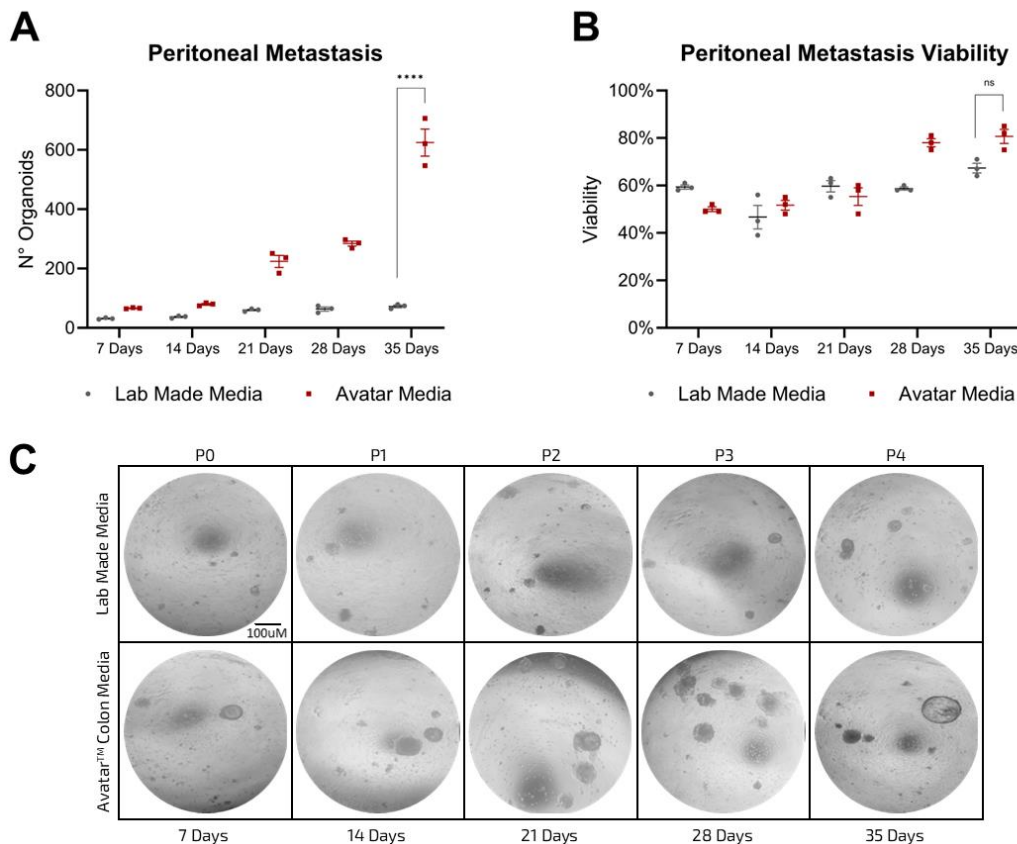 A
Peritoneal Metastasis
N° Organoids
800
600
400
200
0
****
7 Days 14 Days 21 Days 28 Days 35 Days
Lab Made Media Avatar Media
B
Peritoneal Metastasis Viability
Viability
100%
80%
60%
40%
20%
0%
ns
7 Days 14 Days 21 Days 28 Days 35 Days
Lab Made Media Avatar Media
C
P0 P1 P2 P3 P4
Lab Made Media
100uM
Avatar™ Colon Media
7 Days 14 Days 21 Days 28 Days 35 Days